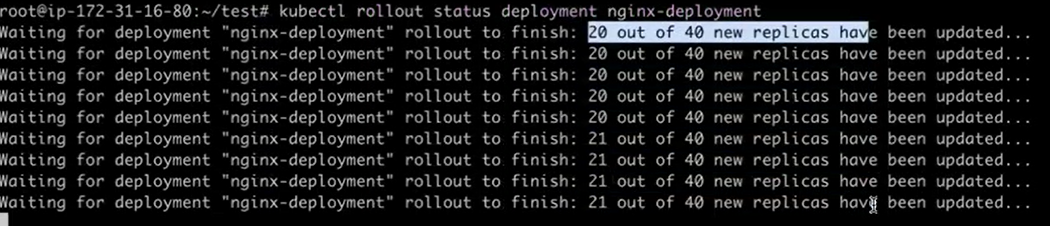 root@ip-172-31-16-80:~/test# kubectl rollout status deployment nginx-deployment
Waiting for deployment "nginx-deployment" rollout to finish: 20 out of 40 new replicas have been updated...
Waiting for deployment "nginx-deployment" rollout to finish: 20 out of 40 new replicas have been updated...
Waiting for deployment "nginx-deployment" rollout to finish: 20 out of 40 new replicas have been updated...
Waiting for deployment "nginx-deployment" rollout to finish: 20 out of 40 new replicas have been updated...
Waiting for deployment "nginx-deployment" rollout to finish: 20 out of 40 new replicas have been updated...
Waiting for deployment "nginx-deployment" rollout to finish: 21 out of 40 new replicas have been updated...
Waiting for deployment "nginx-deployment" rollout to finish: 21 out of 40 new replicas have been updated...
Waiting for deployment "nginx-deployment" rollout to finish: 21 out of 40 new replicas have been updated...
Waiting for deployment "nginx-deployment" rollout to finish: 21 out of 40 new replicas have been updated...